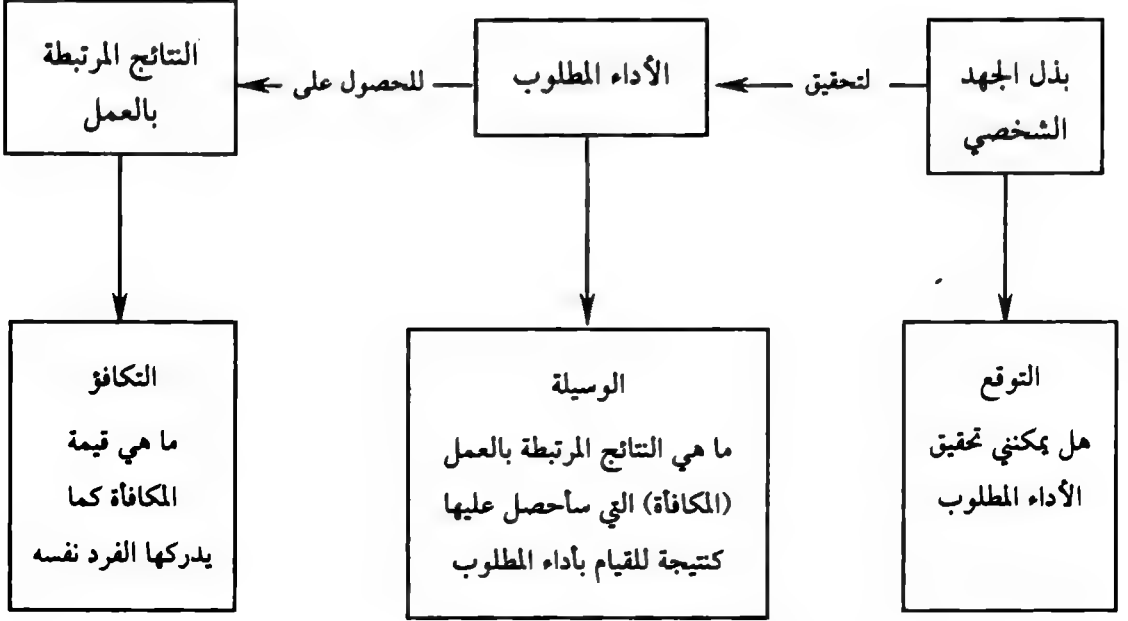 بذل الجهد
الشخصي
لتحقيق
الأداء المطلوب
للحصول على
النتائج المرتبطة
بالعمل
التوقع
هل يمكنني تحقيق
الأداء المطلوب
الوسيلة
ما هي النتائج المرتبطة بالعمل
(المكافأة) التي سأحصل عليها
كنتيجة للقيام بأداء المطلوب
التكافؤ
ما هي قيمة
المكافأة كما
يدركها الفرد نفسه